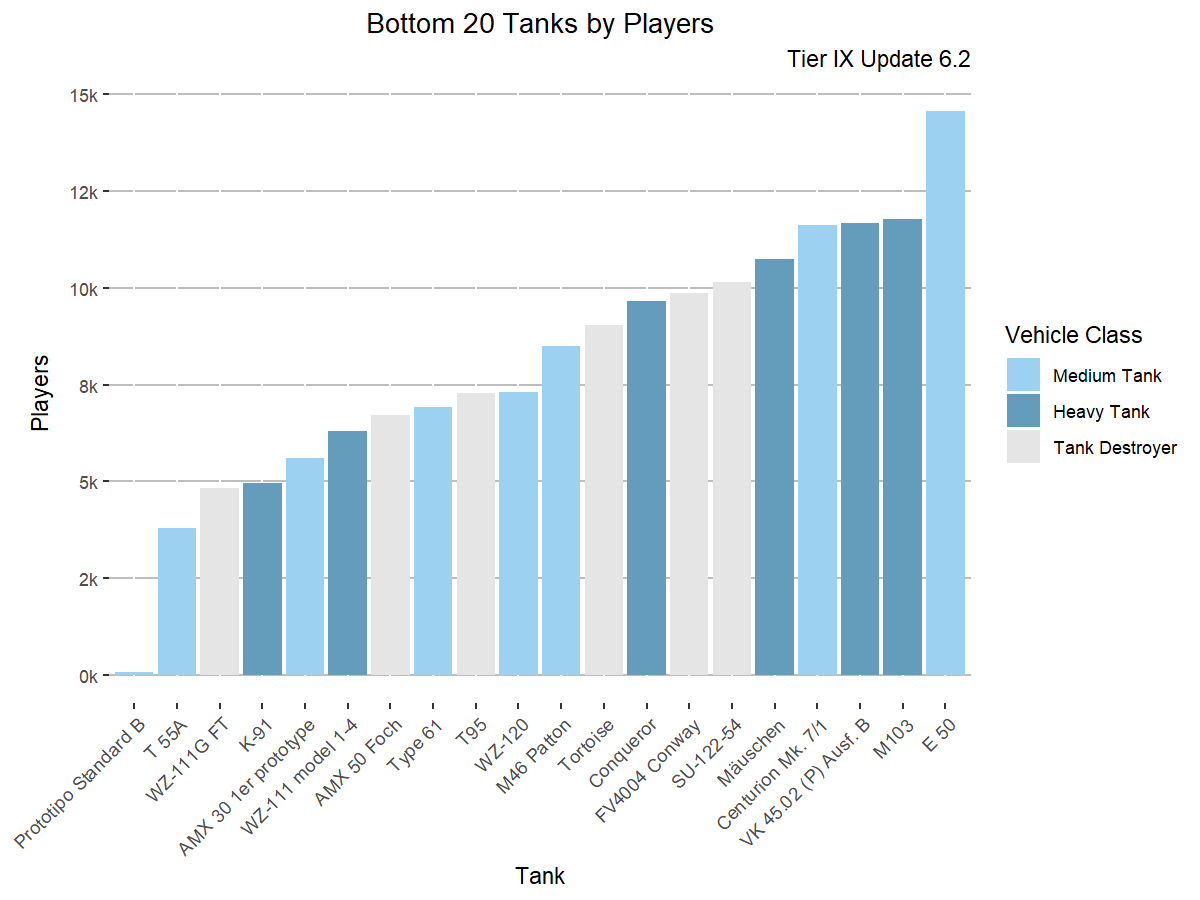 Bottom 20 Tanks by Players
Tier IX Update 6.2
15k
12k
10k
8k
5k
2k
0k
Players
Prototipo Standard B
T 55A
WZ-111G FT
K-91
AMX 30 1er prototype
WZ-111 model 1-4
AMX 50 Foch
Type 61
T95
WZ-120
M46 Patton
Tortoise
Conqueror
FV4004 Conway
SU-122-54
Mäuschen
Centurion Mk. 7/1
VK 45.02 (P) Ausf. B
M103
E 50
Tank
Vehicle Class
Medium Tank
Heavy Tank
Tank Destroyer